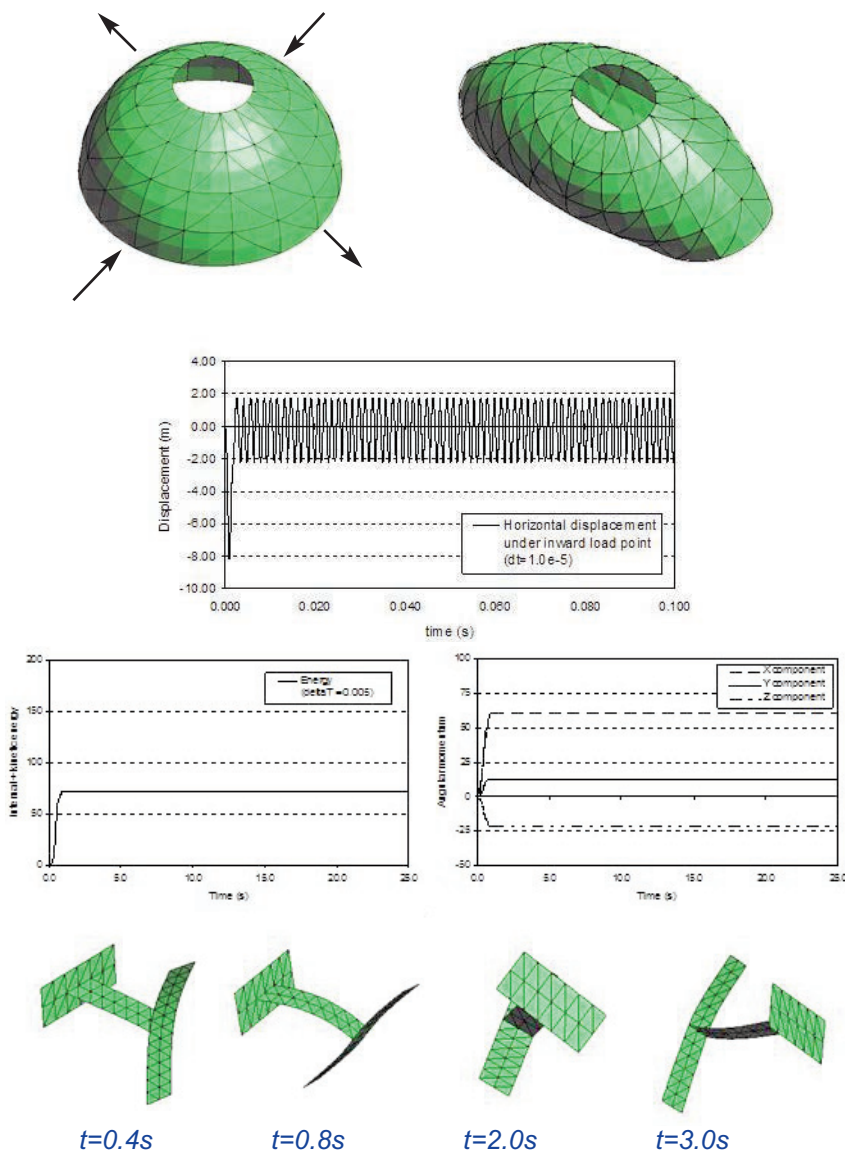 4.00
2.00
0.00
-2.00
-4.00
-6.00
-8.00
-10.00
Displacement (m)
Horizontal displacement
under inward load point
(dt=1.0e-5)
0.000 0.020 0.040 0.060 0.080 0.100
time (s)
200
150
100
50
0
Internal+kinetic energy
Energy
(deltaT=0.005)
0.0 5.0 10.0 15.0 20.0 25.0
Time (s)
100
75
50
25
0
-25
-50
Angular momentum
X component
Y component
Z component
0.0 5.0 10.0 15.0 20.0 25.0
Time (s)
t=0.4s t=0.8s t=2.0s t=3.0s